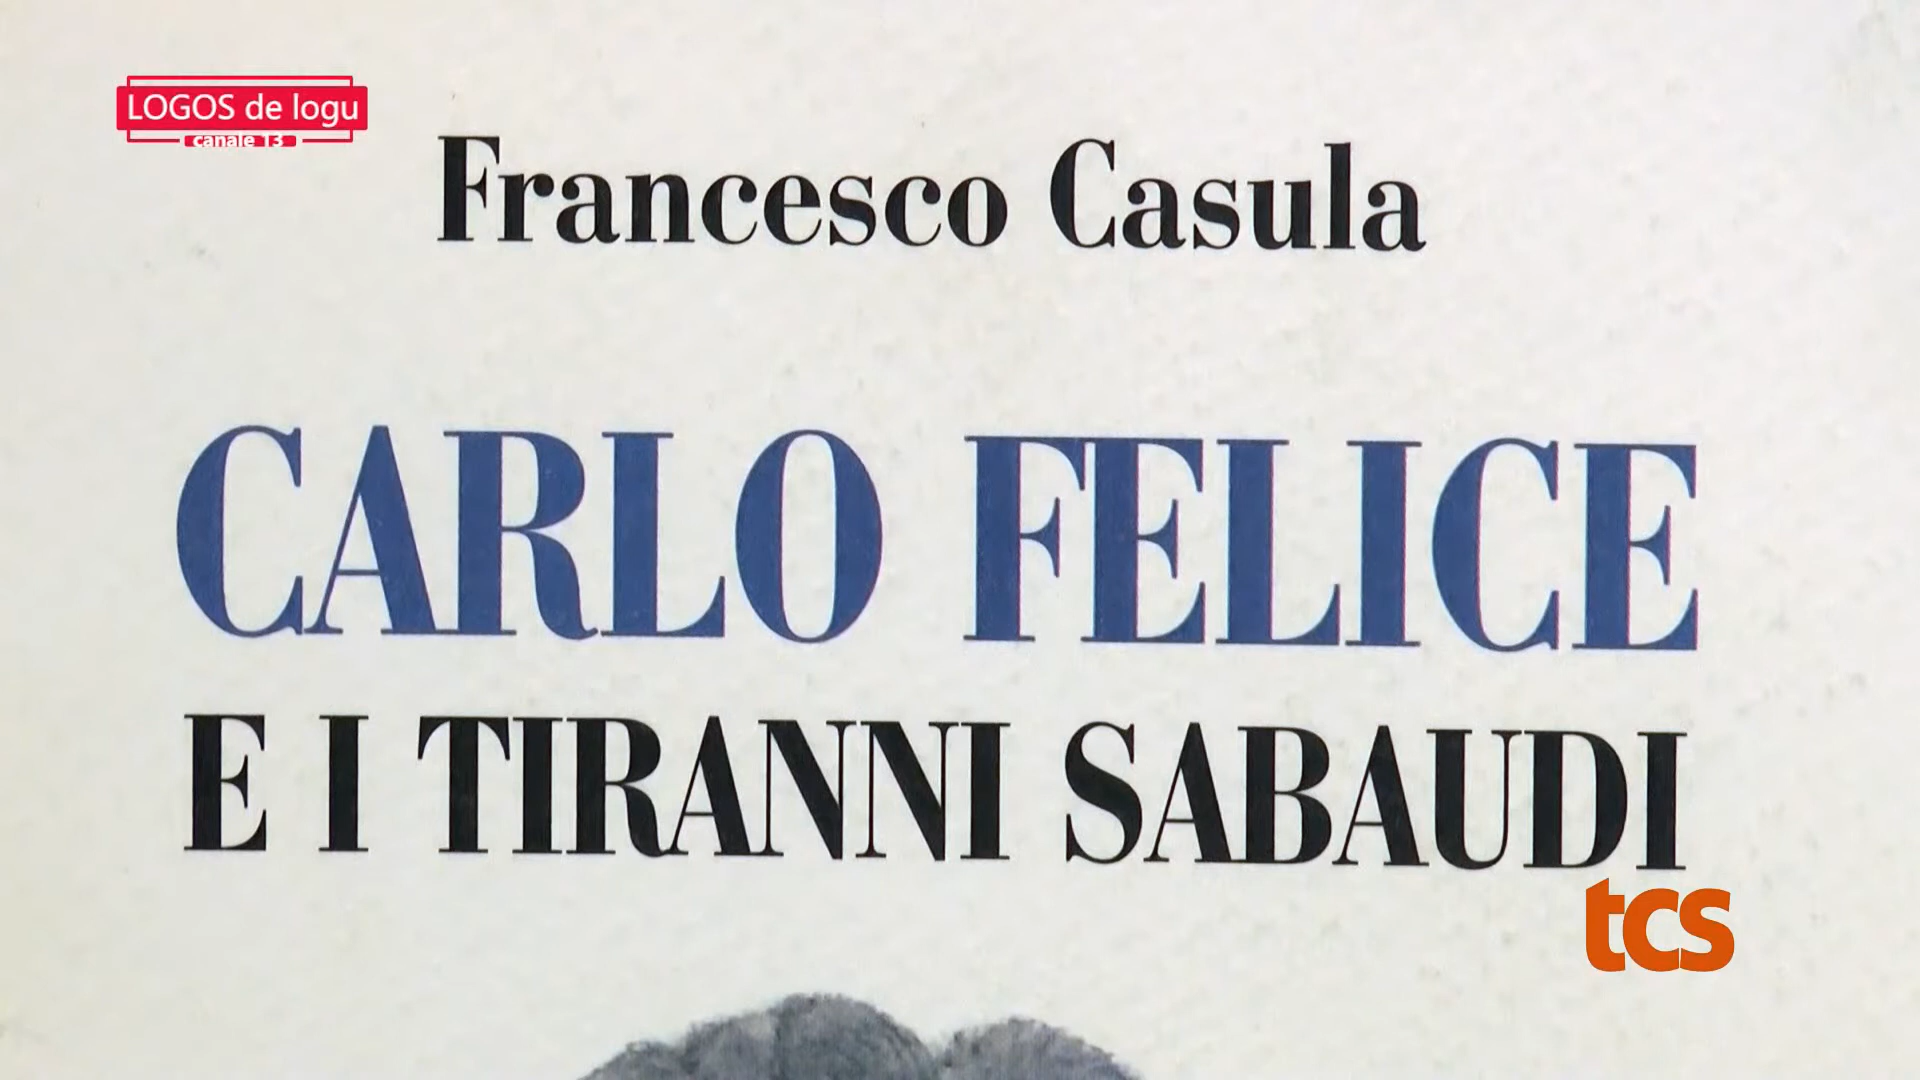 LOGOS de logu
canale 13
Francesco Casula
CARLO FELICE
E I TIRANNI SABAUDI
tcs